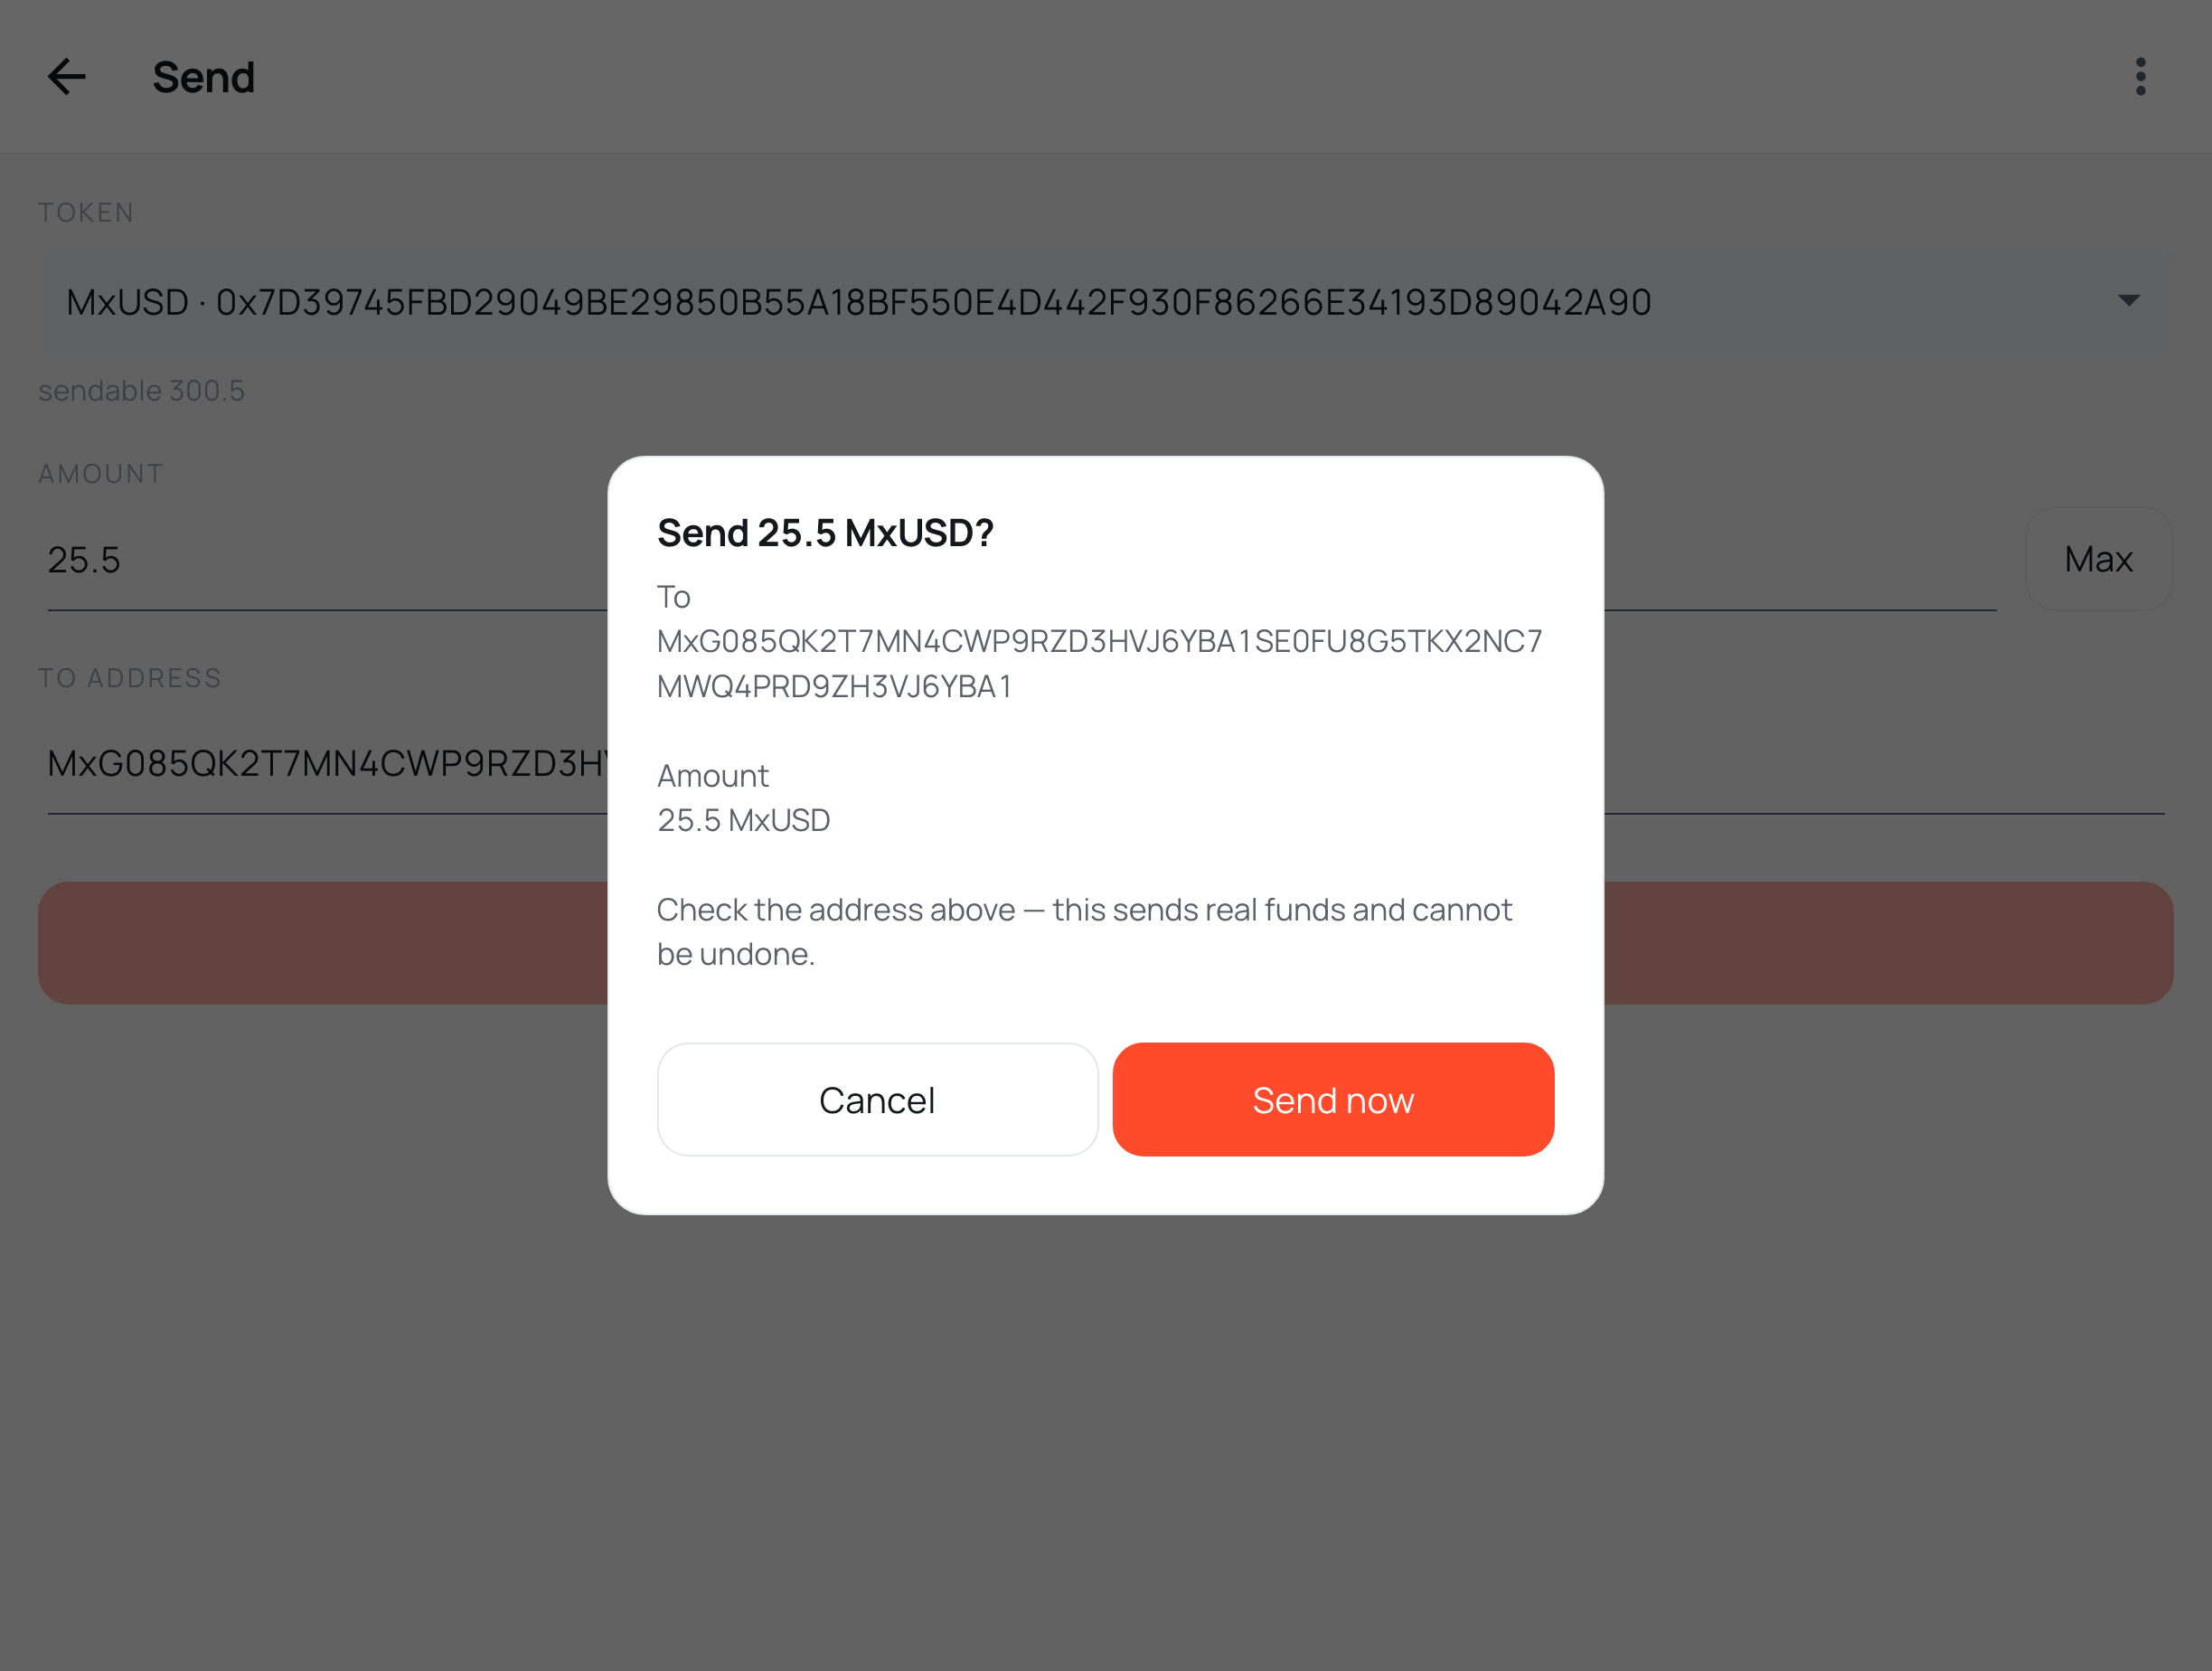 Send
TOKEN
MxUSD · 0x7D39745FBD29049BE29850B55A18BF550E4D442F930F86266E34193D89042A90
sendable 300.5
AMOUNT
25.5
Max
TO ADDRESS
MxG085QK2T7MN4CWP9RZD3H
Send 25.5 MxUSD?
To
MxG085QK2T7MN4CWP9RZD3HVJ6YBA1SE0FU8G5TKX2NC7
MWQ4PRD9ZH3VJ6YBA1
Amount
25.5 MxUSD
Check the address above — this sends real funds and cannot
be undone.
Cancel
Send now